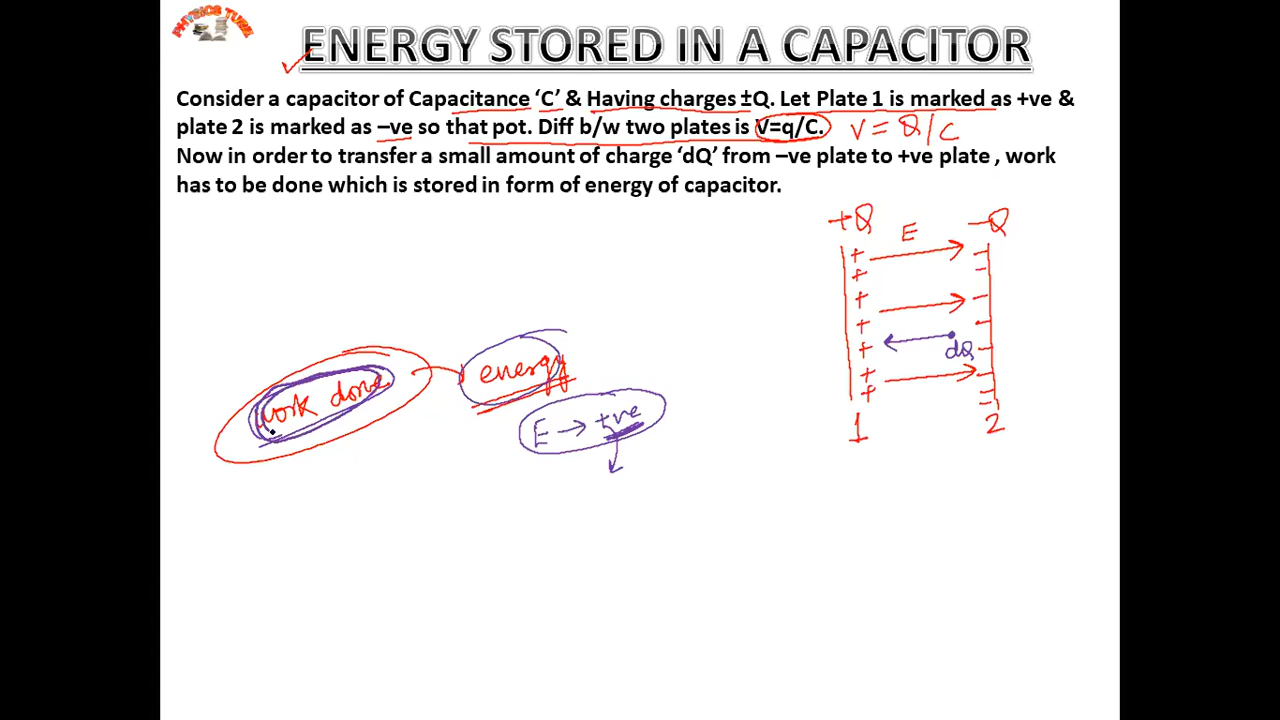 PHYSICS TUBE
ENERGY STORED IN A CAPACITOR
Consider a capacitor of Capacitance ‘C’ & Having charges ±Q. Let Plate 1 is marked as +ve &
plate 2 is marked as –ve so that pot. Diff b/w two plates is V=q/C. V = Q/C
Now in order to transfer a small amount of charge ‘dQ’ from –ve plate to +ve plate , work
has to be done which is stored in form of energy of capacitor.
+Q E -Q
dQ
work done energy
E → +ve
1 2